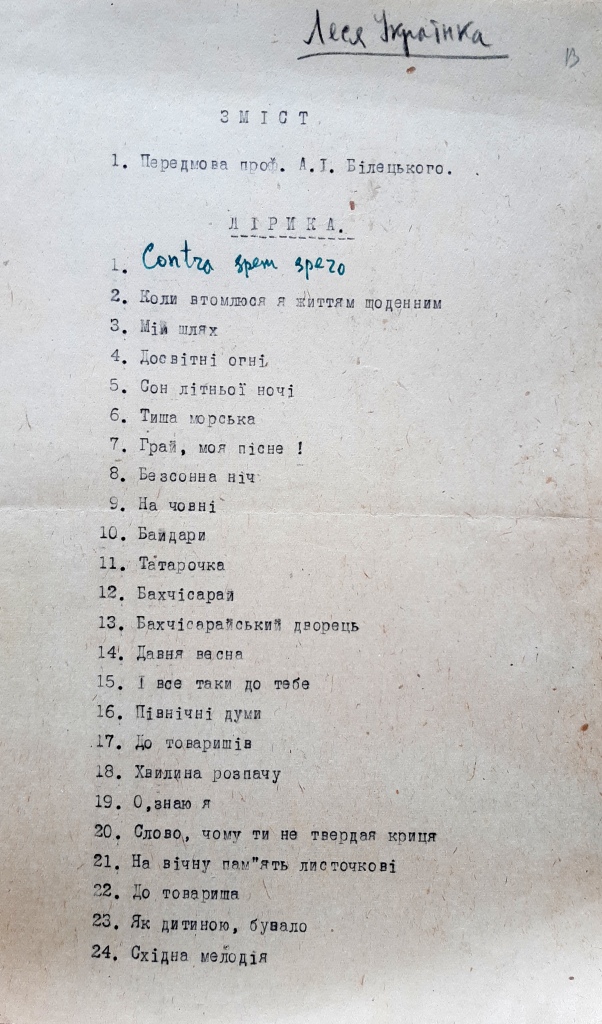 Леся Українка
13
ЗМІСТ
1. Передмова проф. А.І. Білецького.
ЛІРИКА.
1. Contra spem spero
2. Коли втомлюся я життям щоденним
3. Мій шлях
4. Досвітні огні
5. Сон літньої ночі
6. Тиша морська
7. Грай, моя пісне !
8. Безсонна ніч
9. На човні
10. Байдари
11. Татарочка
12. Бахчісарай
13. Бахчісарайський дворець
14. Давня весна
15. І все таки до тебе
16. Північні думи
17. До товаришів
18. Хвилина розпачу
19. О,знаю я
20. Слово, чому ти не твердая криця
21. На вічну пам"ять листочкові
22. До товариша
23. Як дитиною, бувало
24. Східна мелодія